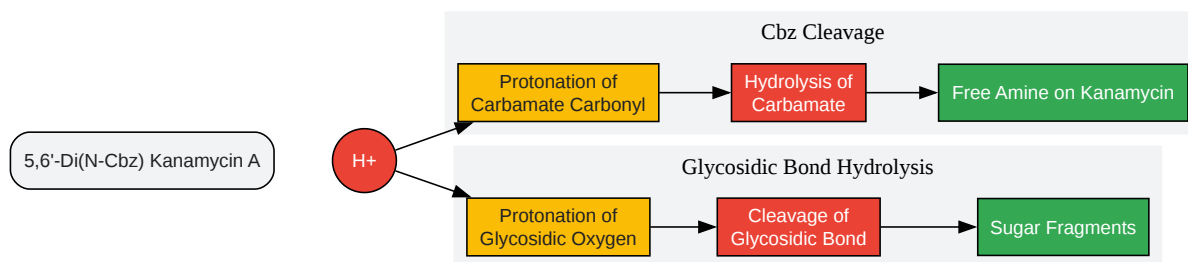 Cbz Cleavage
Protonation of
Carbamate Carbonyl
Hydrolysis of
Carbamate
Free Amine on Kanamycin
5,6'-Di(N-Cbz) Kanamycin A
H+
Glycosidic Bond Hydrolysis
Protonation of
Glycosidic Oxygen
Cleavage of
Glycosidic Bond
Sugar Fragments